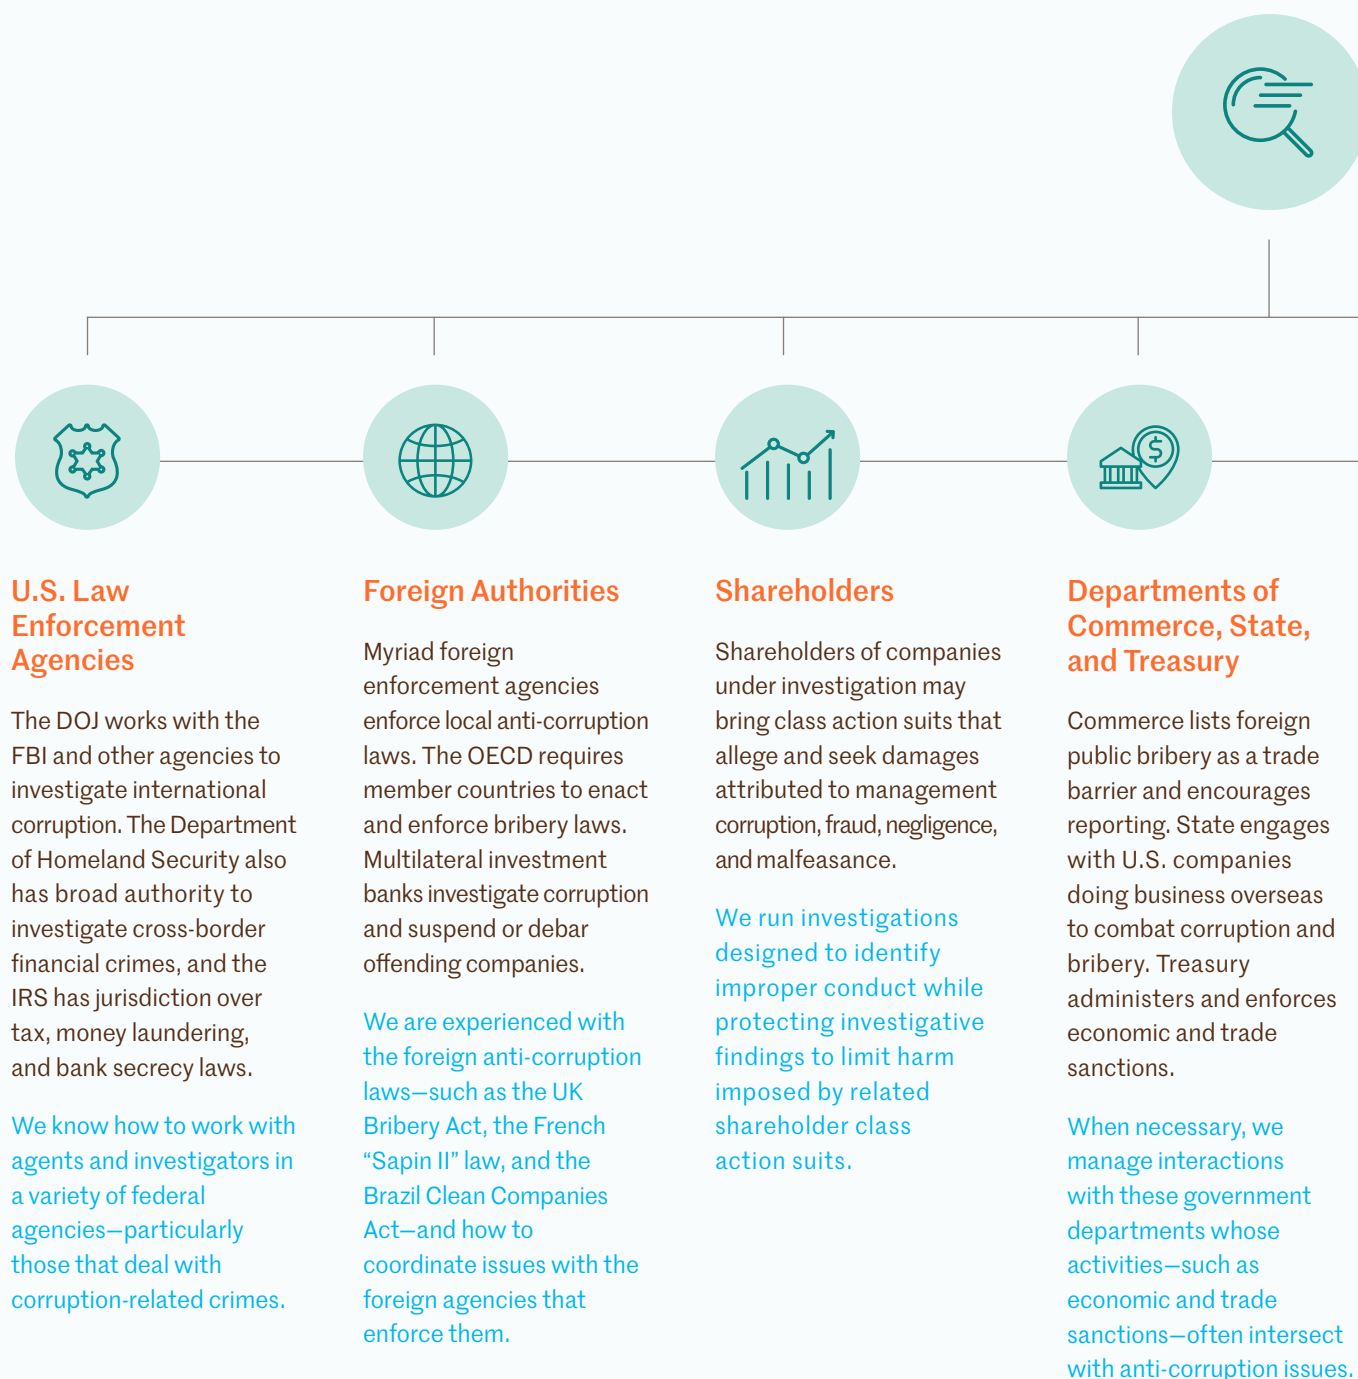 U.S. Law
Enforcement
Agencies
The DOJ works with the
FBI and other agencies to
investigate international
corruption. The Department
of Homeland Security also
has broad authority to
investigate cross-border
financial crimes, and the
IRS has jurisdiction over
tax, money laundering,
and bank secrecy laws.
We know how to work with
agents and investigators in
a variety of federal
agencies—particularly
those that deal with
corruption-related crimes.
Foreign Authorities
Myriad foreign
enforcement agencies
enforce local anti-corruption
laws. The OECD requires
member countries to enact
and enforce bribery laws.
Multilateral investment
banks investigate corruption
and suspend or debar
offending companies.
We are experienced with
the foreign anti-corruption
laws—such as the UK
Bribery Act, the French
“Sapin II” law, and the
Brazil Clean Companies
Act—and how to
coordinate issues with the
foreign agencies that
enforce them.
Shareholders
Shareholders of companies
under investigation may
bring class action suits that
allege and seek damages
attributed to management
corruption, fraud, negligence,
and malfeasance.
We run investigations
designed to identify
improper conduct while
protecting investigative
findings to limit harm
imposed by related
shareholder class
action suits.
Departments of
Commerce, State,
and Treasury
Commerce lists foreign
public bribery as a trade
barrier and encourages
reporting. State engages
with U.S. companies
doing business overseas
to combat corruption and
bribery. Treasury
administers and enforces
economic and trade
sanctions.
When necessary, we
manage interactions
with these government
departments whose
activities—such as
economic and trade
sanctions—often intersect
with anti-corruption issues.